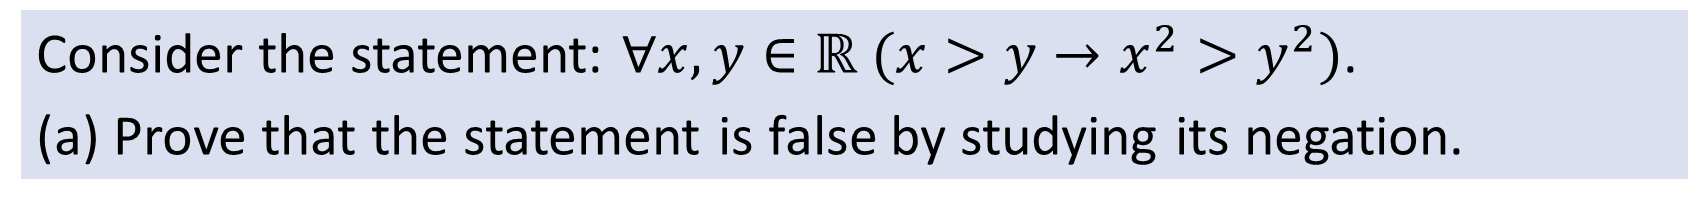 Consider the statement: ∀x, y ∈ ℝ (x > y → x² > y²).
(a) Prove that the statement is false by studying its negation.